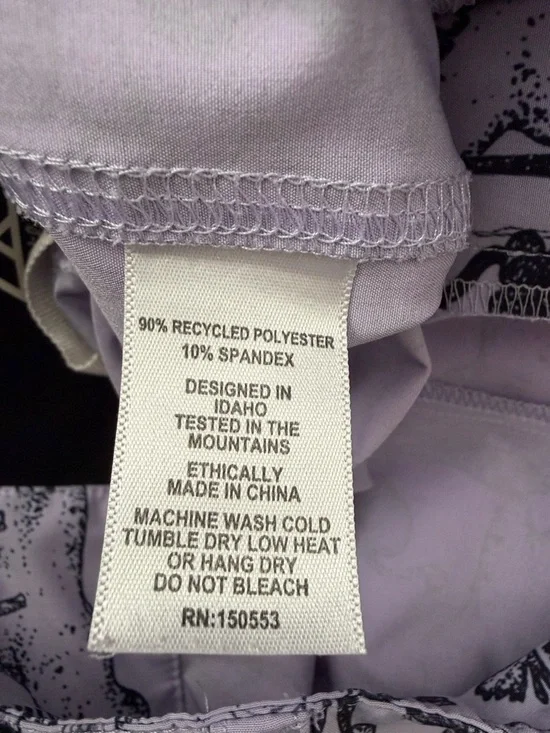 90% RECYCLED POLYESTER
10% SPANDEX
DESIGNED IN
IDAHO
TESTED IN THE
MOUNTAINS
ETHICALLY
MADE IN CHINA
MACHINE WASH COLD
TUMBLE DRY LOW HEAT
OR HANG DRY
DO NOT BLEACH
RN:150553